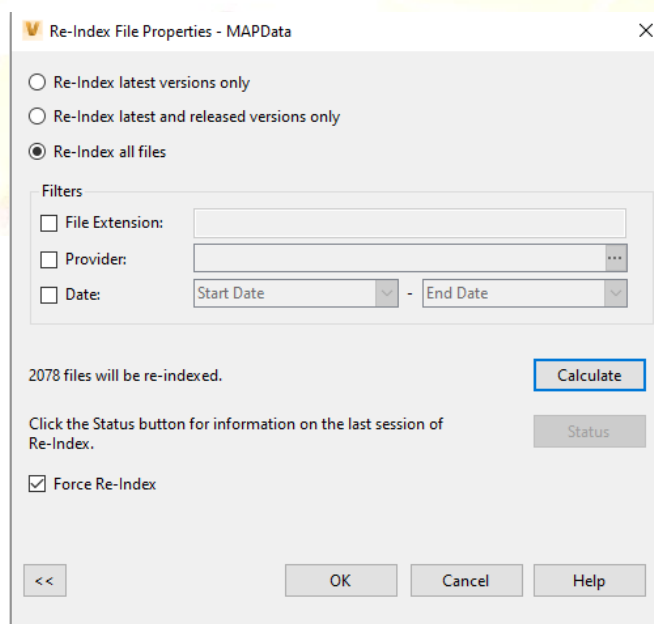 Re-Index File Properties - MAPData
Re-Index latest versions only
Re-Index latest and released versions only
Re-Index all files
Filters
File Extension:
Provider:
...
Date:
Start Date - End Date
2078 files will be re-indexed.
Calculate
Click the Status button for information on the last session of
Re-Index.
Status
Force Re-Index
<< OK Cancel Help